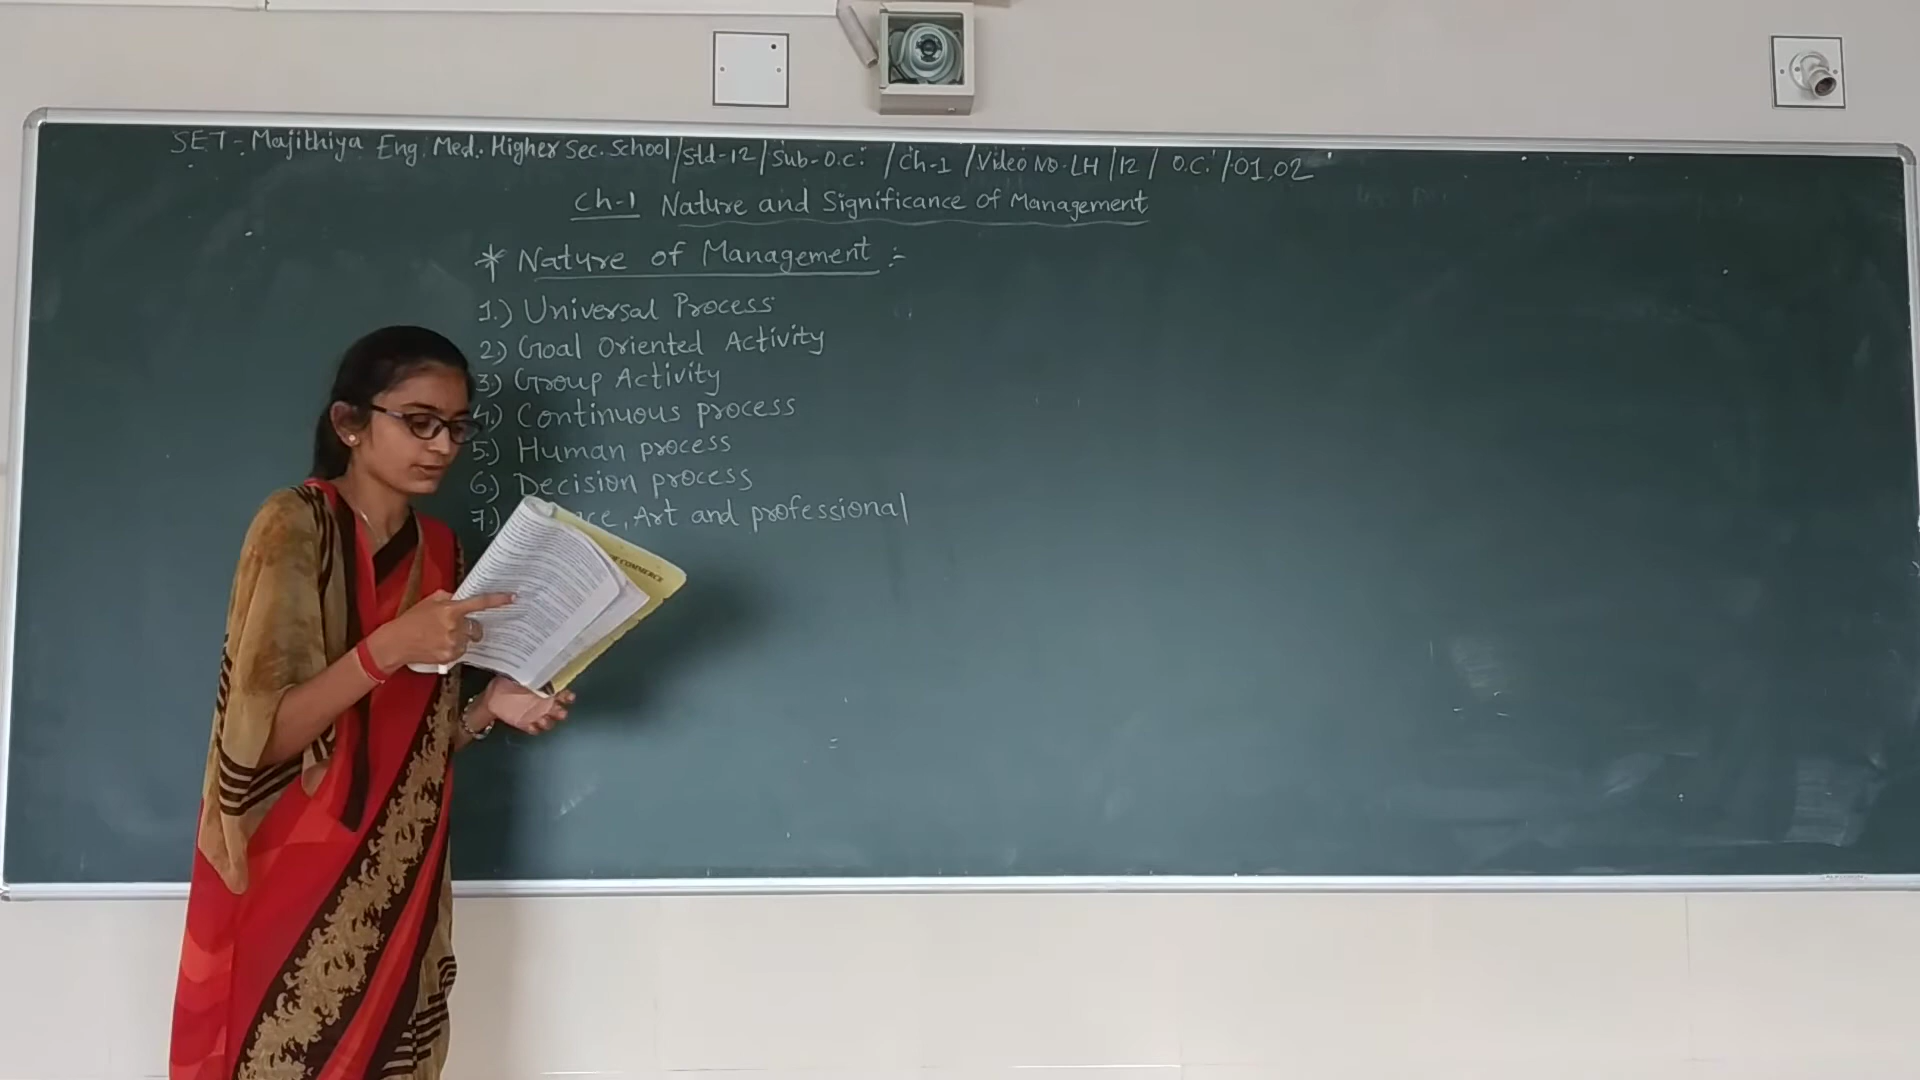 SET - Majithiya Eng. Med. Higher Sec. School / Std-12 / Sub - O.C. / Ch-1 / Video No. LH / 12 / O.C. / 01,02
Ch-1 Nature and Significance of Management
* Nature of Management :-
1.) Universal Process
2.) Goal Oriented Activity
3.) Group Activity
4.) Continuous process
5.) Human process
6.) Decision process
7.) , Art and professional
COMMERCE